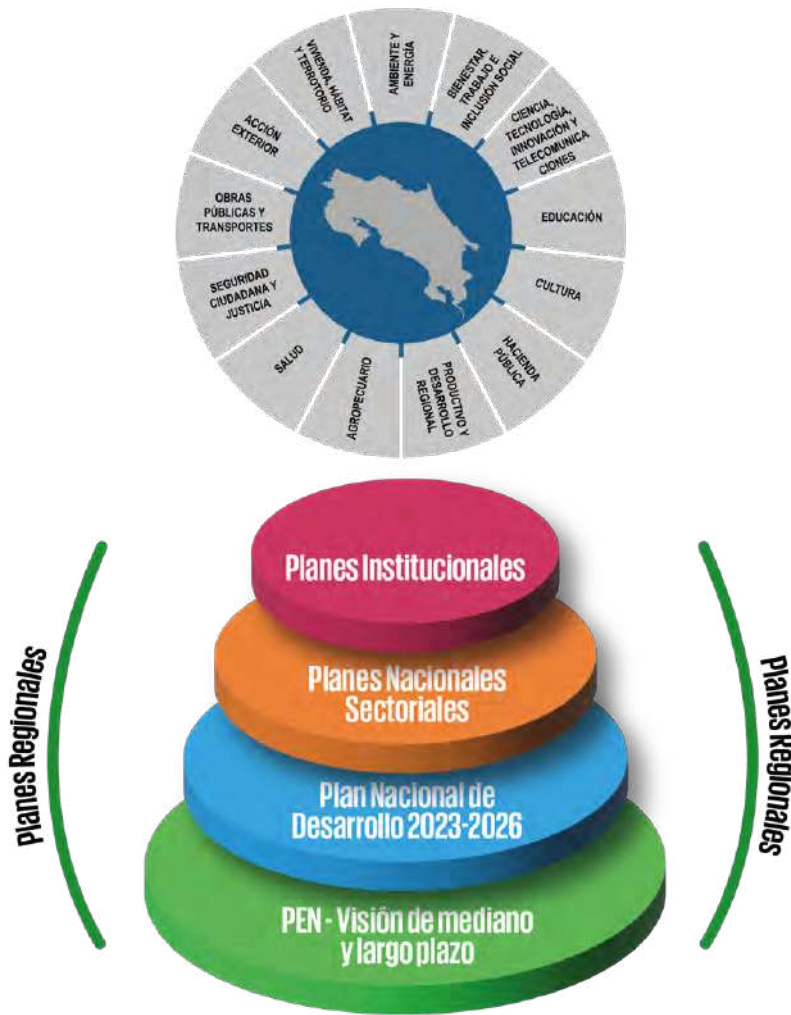 AMBIENTE Y
ENERGÍA
BIENESTAR,
TRABAJO E
INCLUSIÓN SOCIAL
CIENCIA,
TECNOLOGÍA,
INNOVACIÓN Y
TELECOMUNICA
CIONES
EDUCACIÓN
CULTURA
HACIENDA
PÚBLICA
PRODUCTIVO Y
DESARROLLO
REGIONAL
AGROPECUARIO
SALUD
SEGURIDAD
CIUDADANA Y
JUSTICIA
OBRAS
PÚBLICAS Y
TRANSPORTES
ACCIÓN
EXTERIOR
VIVIENDA, HÁBITAT
Y TERROTORIO
Planes Regionales
Planes Institucionales
Planes Nacionales
Sectoriales
Plan Nacional de
Desarrollo 2023-2026
PEN - Visión de mediano
y largo plazo
Planes Regionales